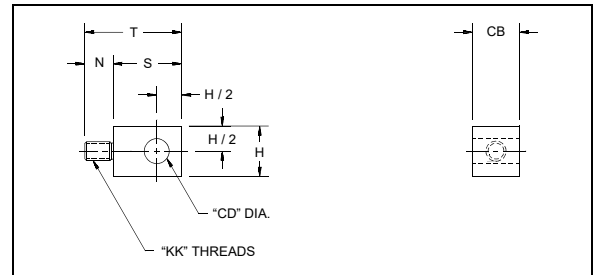 T
CB
N
S
H / 2
H / 2
H
“CD” DIA.
“KK” THREADS